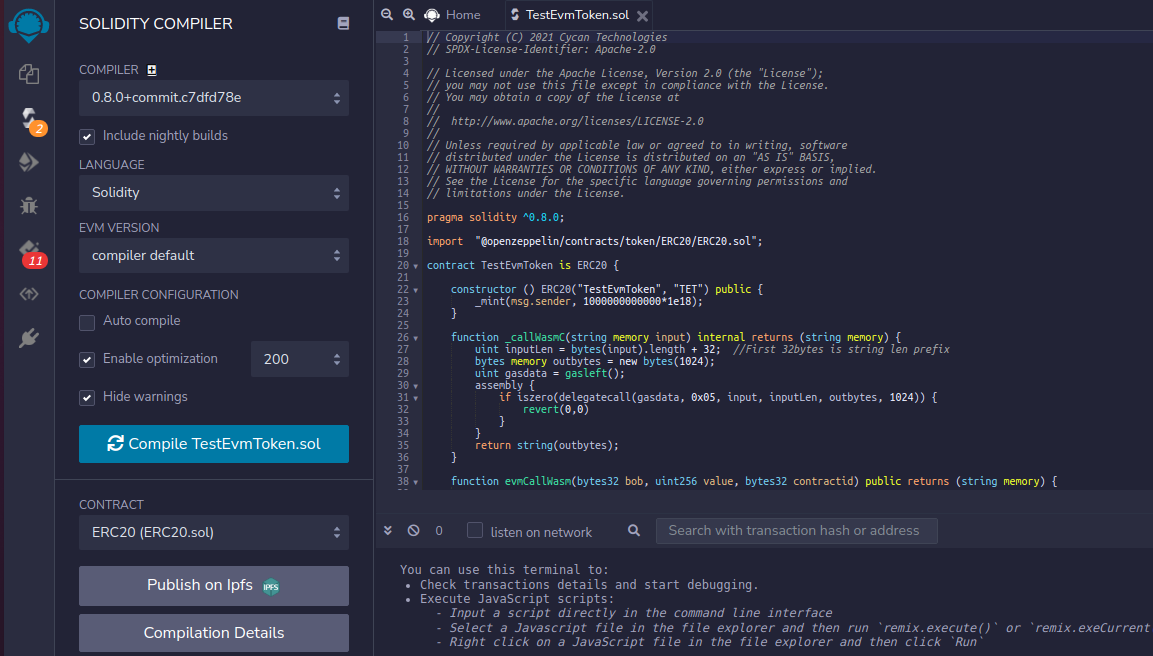 SOLIDITY COMPILER
COMPILER
0.8.0+commit.c7dfd78e
Include nightly builds
LANGUAGE
Solidity
EVM VERSION
compiler default
COMPILER CONFIGURATION
Auto compile
Enable optimization 200
Hide warnings
Compile TestEvmToken.sol
CONTRACT
ERC20 (ERC20.sol)
Publish on Ipfs IPFS
Compilation Details
2
11
Home TestEvmToken.sol
1 // Copyright (C) 2021 Cycan Technologies
2 // SPDX-License-Identifier: Apache-2.0
3
4 // Licensed under the Apache License, Version 2.0 (the "License");
5 // you may not use this file except in compliance with the License.
6 // You may obtain a copy of the License at
7 //
8 //  http://www.apache.org/licenses/LICENSE-2.0
9 //
10 // Unless required by applicable law or agreed to in writing, software
11 // distributed under the License is distributed on an "AS IS" BASIS,
12 // WITHOUT WARRANTIES OR CONDITIONS OF ANY KIND, either express or implied.
13 // See the License for the specific language governing permissions and
14 // limitations under the License.
15
16 pragma solidity ^0.8.0;
17
18 import  "@openzeppelin/contracts/token/ERC20/ERC20.sol";
19
20 contract TestEvmToken is ERC20 {
21
22     constructor () ERC20("TestEvmToken", "TET") public {
23         _mint(msg.sender, 1000000000000*1e18);
24     }
25
26     function _callWasmC(string memory input) internal returns (string memory) {
27         uint inputLen = bytes(input).length + 32;  //First 32bytes is string len prefix
28         bytes memory outbytes = new bytes(1024);
29         uint gasdata = gasleft();
30         assembly {
31             if iszero(delegatecall(gasdata, 0x05, input, inputLen, outbytes, 1024)) {
32                 revert(0,0)
33             }
34         }
35         return string(outbytes);
36     }
37
38     function evmCallWasm(bytes32 bob, uint256 value, bytes32 contractid) public returns (string memory) {
0 listen on network Search with transaction hash or address
You can use this terminal to:
• Check transactions details and start debugging.
• Execute JavaScript scripts:
- Input a script directly in the command line interface
- Select a Javascript file in the file explorer and then run `remix.execute()` or `remix.exeCurrent
- Right click on a JavaScript file in the file explorer and then click `Run`